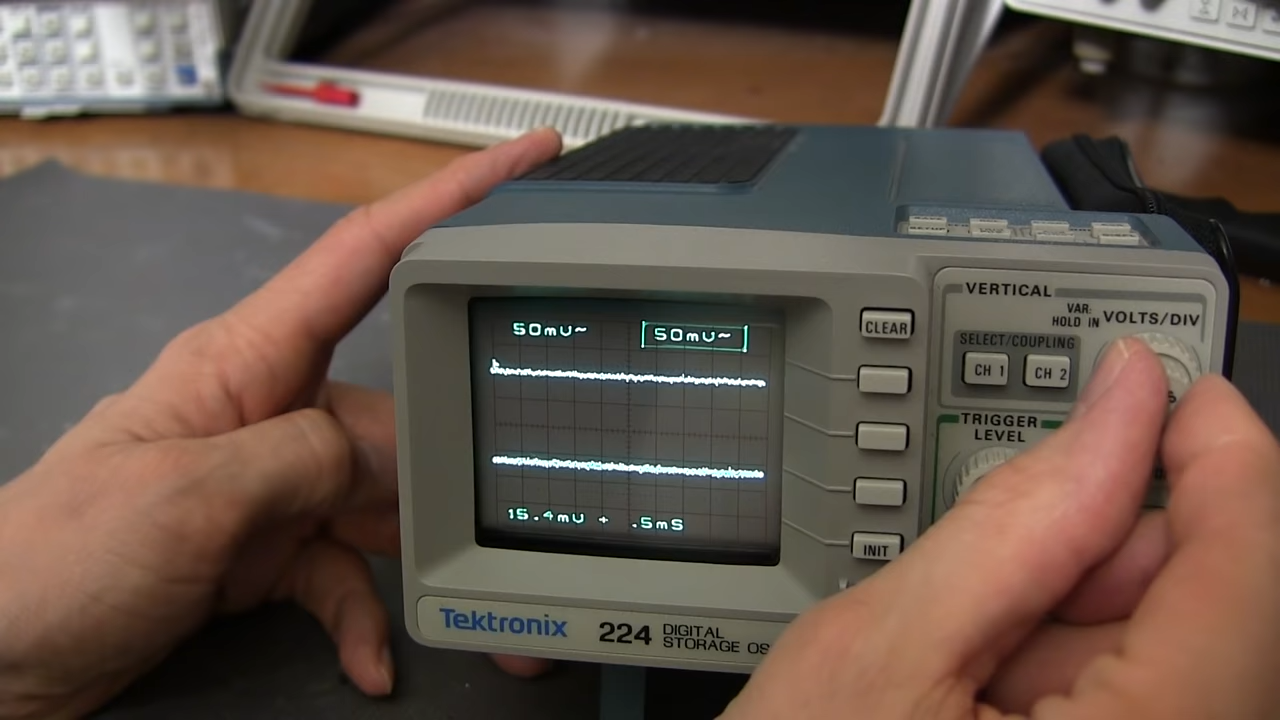 50mV~ 50mV~
15.4mV + .5mS
CLEAR
INIT
VERTICAL
VAR:
HOLD IN
VOLTS/DIV
SELECT/COUPLING
CH 1
CH 2
TRIGGER
LEVEL
Tektronix
224
DIGITAL
STORAGE OS